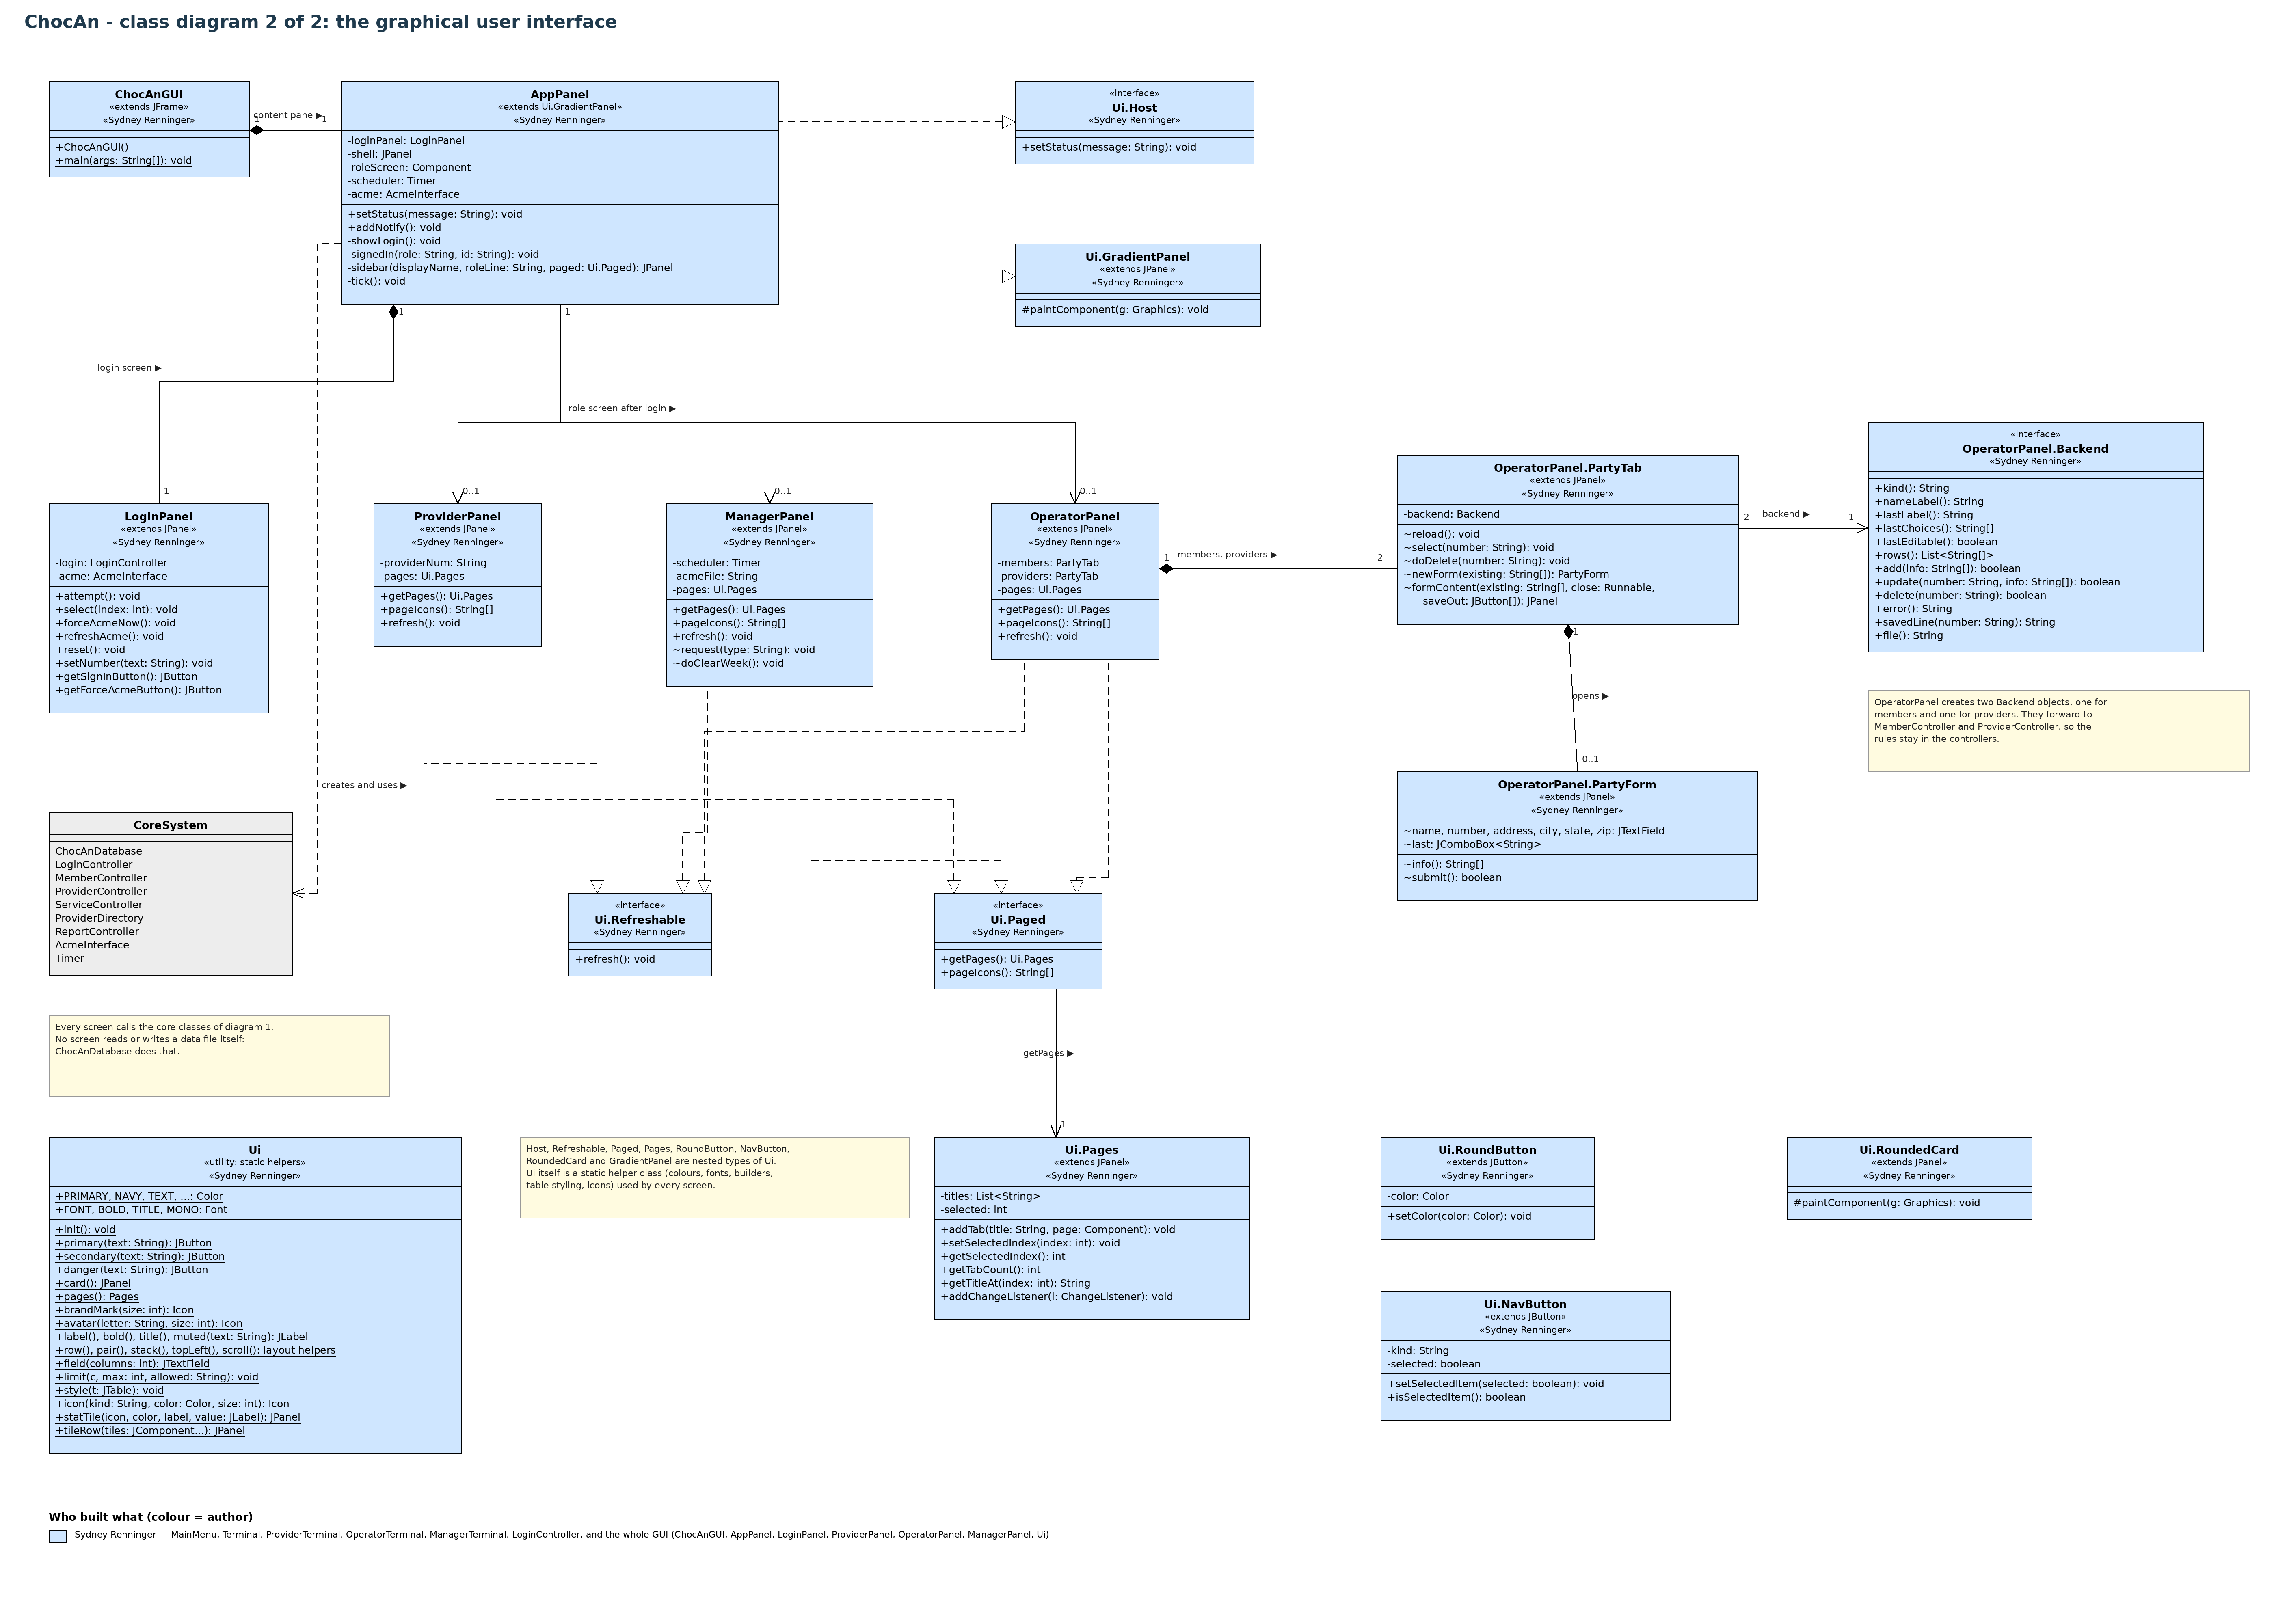 ChocAn - class diagram 2 of 2: the graphical user interface
ChocAnGUI
«extends JFrame»
«Sydney Renninger»
+ChocAnGUI()
+main(args: String[]): void
content pane ▶
1
1
AppPanel
«extends Ui.GradientPanel»
«Sydney Renninger»
-loginPanel: LoginPanel
-shell: JPanel
-roleScreen: Component
-scheduler: Timer
-acme: AcmeInterface
+setStatus(message: String): void
+addNotify(): void
-showLogin(): void
-signedIn(role: String, id: String): void
-sidebar(displayName, roleLine: String, paged: Ui.Paged): JPanel
-tick(): void
«interface»
Ui.Host
«Sydney Renninger»
+setStatus(message: String): void
Ui.GradientPanel
«extends JPanel»
«Sydney Renninger»
#paintComponent(g: Graphics): void
1
1
login screen ▶
role screen after login ▶
1
0..1
0..1
0..1
LoginPanel
«extends JPanel»
«Sydney Renninger»
-login: LoginController
-acme: AcmeInterface
+attempt(): void
+select(index: int): void
+forceAcmeNow(): void
+refreshAcme(): void
+reset(): void
+setNumber(text: String): void
+getSignInButton(): JButton
+getForceAcmeButton(): JButton
ProviderPanel
«extends JPanel»
«Sydney Renninger»
-providerNum: String
-pages: Ui.Pages
+getPages(): Ui.Pages
+pageIcons(): String[]
+refresh(): void
ManagerPanel
«extends JPanel»
«Sydney Renninger»
-scheduler: Timer
-acmeFile: String
-pages: Ui.Pages
+getPages(): Ui.Pages
+pageIcons(): String[]
+refresh(): void
~request(type: String): void
~doClearWeek(): void
OperatorPanel
«extends JPanel»
«Sydney Renninger»
-members: PartyTab
-providers: PartyTab
-pages: Ui.Pages
+getPages(): Ui.Pages
+pageIcons(): String[]
+refresh(): void
1
members, providers ▶
2
OperatorPanel.PartyTab
«extends JPanel»
«Sydney Renninger»
-backend: Backend
~reload(): void
~select(number: String): void
~doDelete(number: String): void
~newForm(existing: String[]): PartyForm
~formContent(existing: String[], close: Runnable,
saveOut: JButton[]): JPanel
2
backend ▶
1
«interface»
OperatorPanel.Backend
«Sydney Renninger»
+kind(): String
+nameLabel(): String
+lastLabel(): String
+lastChoices(): String[]
+lastEditable(): boolean
+rows(): List<String[]>
+add(info: String[]): boolean
+update(number: String, info: String[]): boolean
+delete(number: String): boolean
+error(): String
+savedLine(number: String): String
+file(): String
OperatorPanel creates two Backend objects, one for
members and one for providers. They forward to
MemberController and ProviderController, so the
rules stay in the controllers.
1
opens ▶
0..1
OperatorPanel.PartyForm
«extends JPanel»
«Sydney Renninger»
~name, number, address, city, state, zip: JTextField
~last: JComboBox<String>
~info(): String[]
~submit(): boolean
creates and uses ▶
CoreSystem
ChocAnDatabase
LoginController
MemberController
ProviderController
ServiceController
ProviderDirectory
ReportController
AcmeInterface
Timer
«interface»
Ui.Refreshable
«Sydney Renninger»
+refresh(): void
«interface»
Ui.Paged
«Sydney Renninger»
+getPages(): Ui.Pages
+pageIcons(): String[]
Every screen calls the core classes of diagram 1.
No screen reads or writes a data file itself:
ChocAnDatabase does that.
getPages ▶
1
Ui
«utility: static helpers»
«Sydney Renninger»
+PRIMARY, NAVY, TEXT, ...: Color
+FONT, BOLD, TITLE, MONO: Font
+init(): void
+primary(text: String): JButton
+secondary(text: String): JButton
+danger(text: String): JButton
+card(): JPanel
+pages(): Pages
+brandMark(size: int): Icon
+avatar(letter: String, size: int): Icon
+label(), bold(), title(), muted(text: String): JLabel
+row(), pair(), stack(), topLeft(), scroll(): layout helpers
+field(columns: int): JTextField
+limit(c, max: int, allowed: String): void
+style(t: JTable): void
+icon(kind: String, color: Color, size: int): Icon
+statTile(icon, color, label, value: JLabel): JPanel
+tileRow(tiles: JComponent...): JPanel
Host, Refreshable, Paged, Pages, RoundButton, NavButton,
RoundedCard and GradientPanel are nested types of Ui.
Ui itself is a static helper class (colours, fonts, builders,
table styling, icons) used by every screen.
Ui.Pages
«extends JPanel»
«Sydney Renninger»
-titles: List<String>
-selected: int
+addTab(title: String, page: Component): void
+setSelectedIndex(index: int): void
+getSelectedIndex(): int
+getTabCount(): int
+getTitleAt(index: int): String
+addChangeListener(l: ChangeListener): void
Ui.RoundButton
«extends JButton»
«Sydney Renninger»
-color: Color
+setColor(color: Color): void
Ui.RoundedCard
«extends JPanel»
«Sydney Renninger»
#paintComponent(g: Graphics): void
Ui.NavButton
«extends JButton»
«Sydney Renninger»
-kind: String
-selected: boolean
+setSelectedItem(selected: boolean): void
+isSelectedItem(): boolean
Who built what (colour = author)
Sydney Renninger — MainMenu, Terminal, ProviderTerminal, OperatorTerminal, ManagerTerminal, LoginController, and the whole GUI (ChocAnGUI, AppPanel, LoginPanel, ProviderPanel, OperatorPanel, ManagerPanel, Ui)